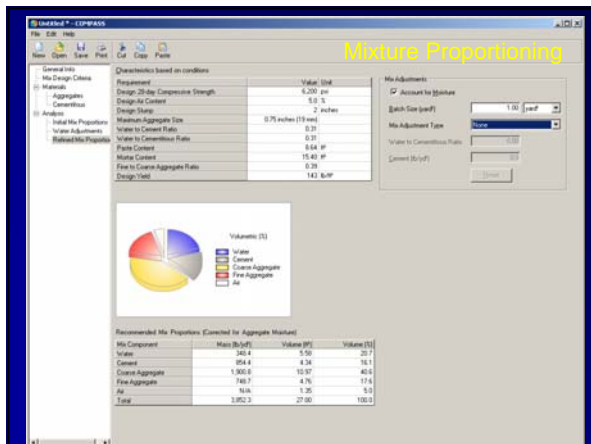 Untitled * - COMPASS
File Edit Help
New Open Save Print Cut Copy Paste
Mixture Proportioning
General Info
Mix Design Criteria
Materials
Aggregates
Cementitious
Analysis
Initial Mix Proportions
Water Adjustments
Refined Mix Proportio
Characteristics based on conditions
Requirement Value Unit
Design 28-day Compressive Strength 6,200 psi
Design Air Content 5.0 %
Design Slump 2 inches
Maximum Aggregate Size 0.75 inches (19 mm)
Water to Cement Ratio 0.31
Water to Cementitious Ratio 0.31
Paste Content 8.64 ft³
Mortar Content 15.40 ft³
Fine to Coarse Aggregate Ratio 0.39
Design Yield 143 lb/ft³
Mix Adjustments
Account for Moisture
Batch Size (yard³) 1.00 yard³
Mix Adjustment Type None
Water to Cementitious Ratio 0.00
Cement (lb/yd³) 0.0
Reset
Volumetric (%)
Water
Cement
Coarse Aggregate
Fine Aggregate
Air
Recommended Mix Proportions (Corrected for Aggregate Moisture)
Mix Component Mass (lb/yd³) Volume (ft³) Volume (%)
Water 348.4 5.58 20.7
Cement 854.4 4.34 16.1
Coarse Aggregate 1,900.8 10.97 40.6
Fine Aggregate 748.7 4.76 17.6
Air N/A 1.35 5.0
Total 3,852.3 27.00 100.0